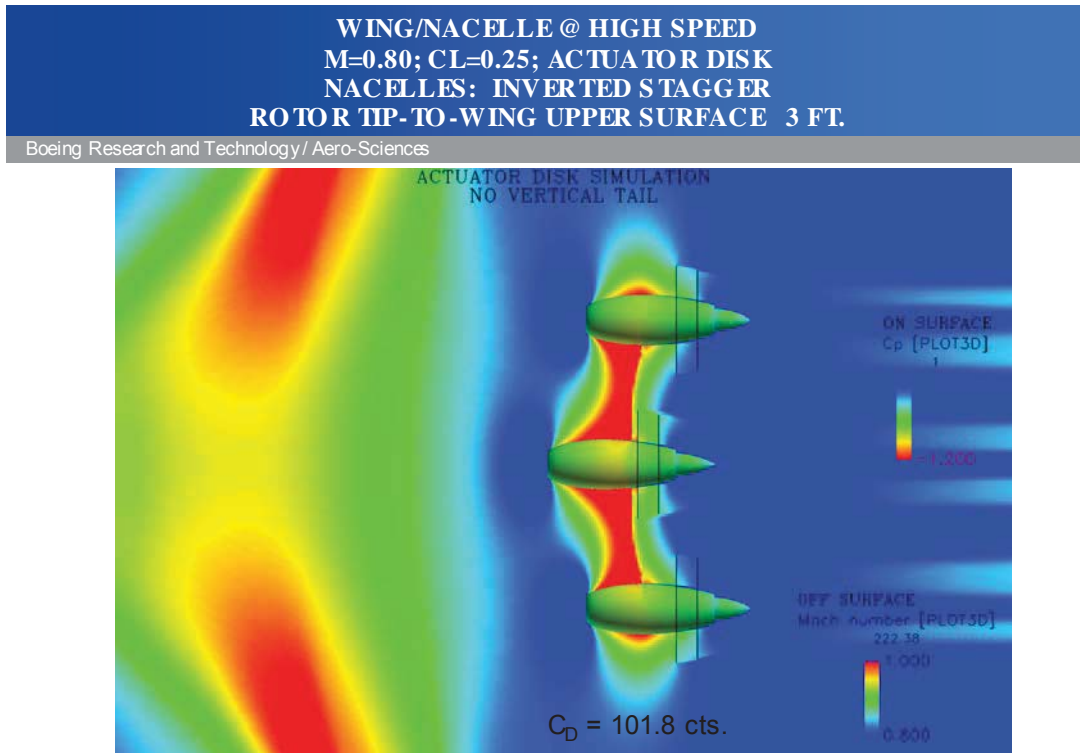 WING/NACELLE @ HIGH SPEED
M=0.80; CL=0.25; ACTUATOR DISK
NACELLES: INVERTED STAGGER
ROTOR TIP-TO-WING UPPER SURFACE 3 FT.
Boeing Research and Technology / Aero-Sciences
ACTUATOR DISK SIMULATION
NO VERTICAL TAIL
ON SURFACE
Cp [PLOT3D]
1
-1.200
OFF SURFACE
Mach number [PLOT3D]
222.38
1.000
0.800
CD = 101.8 cts.